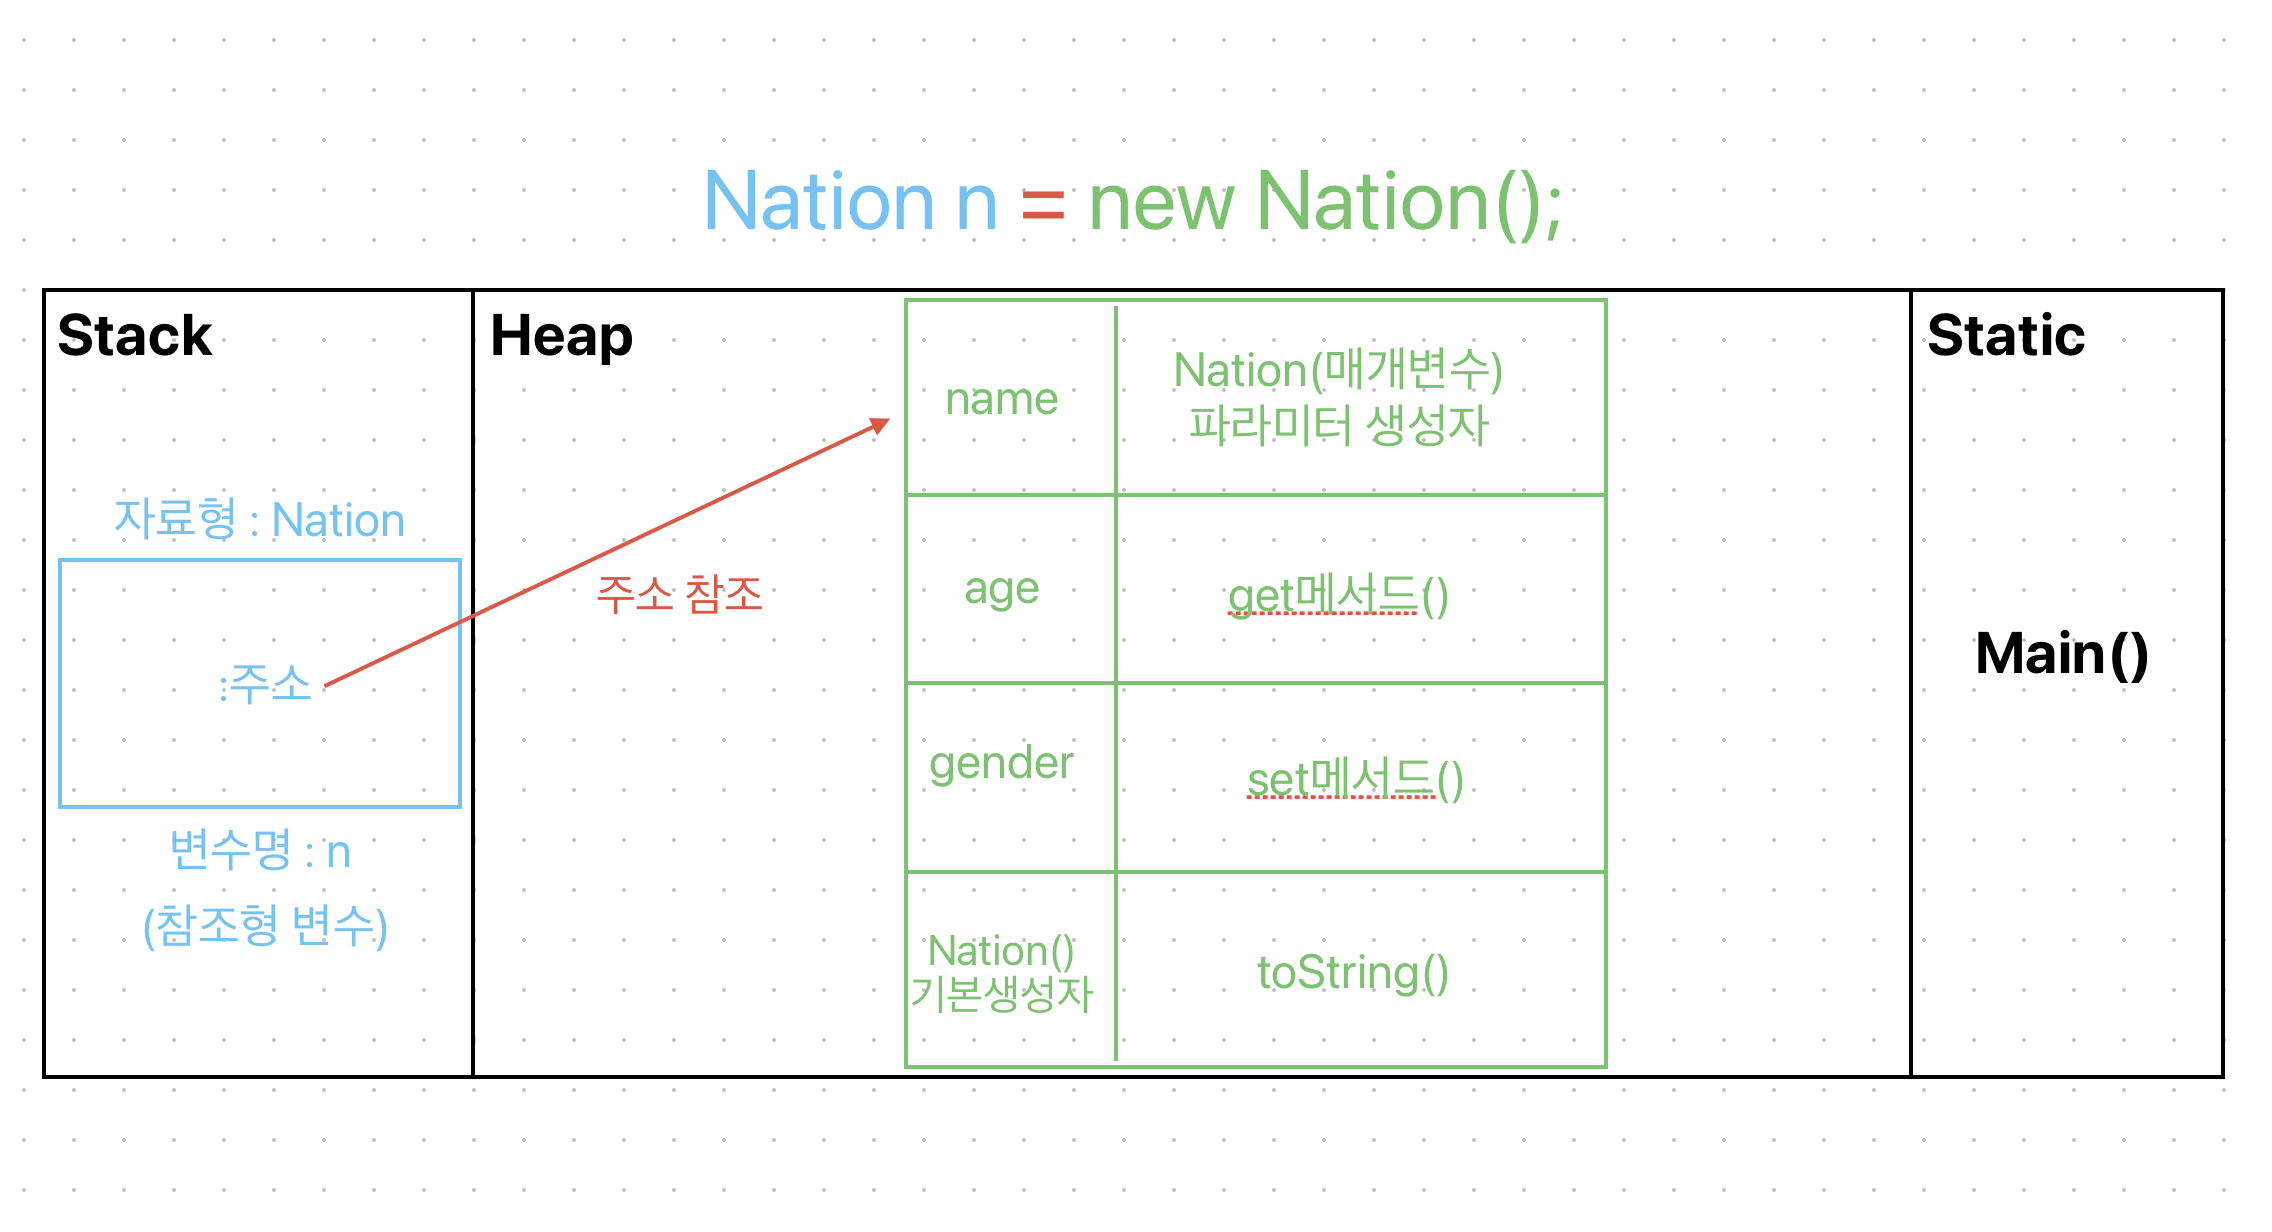 Nation n = new Nation();
Stack
자료형 : Nation
:주소
변수명 : n
(참조형 변수)
Heap
주소 참조
name
Nation(매개변수)
파라미터 생성자
age
get메서드()
gender
set메서드()
Nation()
기본생성자
toString()
Static
Main()